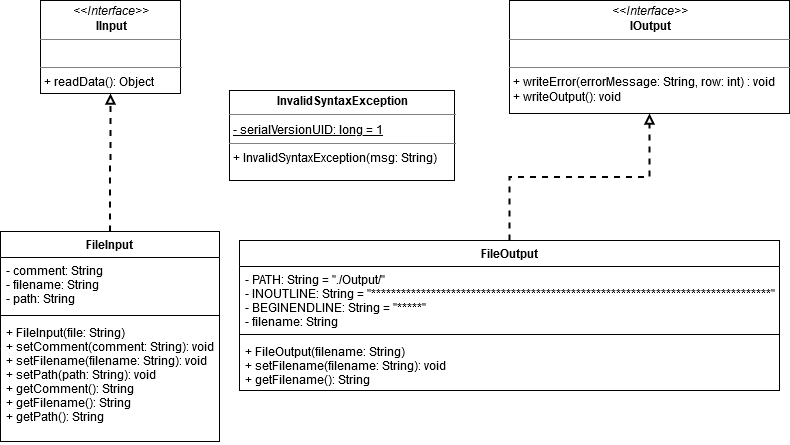 <<Interface>>
IInput
+ readData(): Object
<<Interface>>
IOutput
+ writeError(errorMessage: String, row: int) : void
+ writeOutput(): void
InvalidSyntaxException
- serialVersionUID: long = 1
+ InvalidSyntaxException(msg: String)
FileInput
- comment: String
- filename: String
- path: String
+ FileInput(file: String)
+ setComment(comment: String): void
+ setFilename(filename: String): void
+ setPath(path: String): void
+ getComment(): String
+ getFilename(): String
+ getPath(): String
FileOutput
- PATH: String = "./Output/"
- INOUTLINE: String = "********************************************************************************"
- BEGINENDLINE: String = "*****"
- filename: String
+ FileOutput(filename: String)
+ setFilename(filename: String): void
+ getFilename(): String